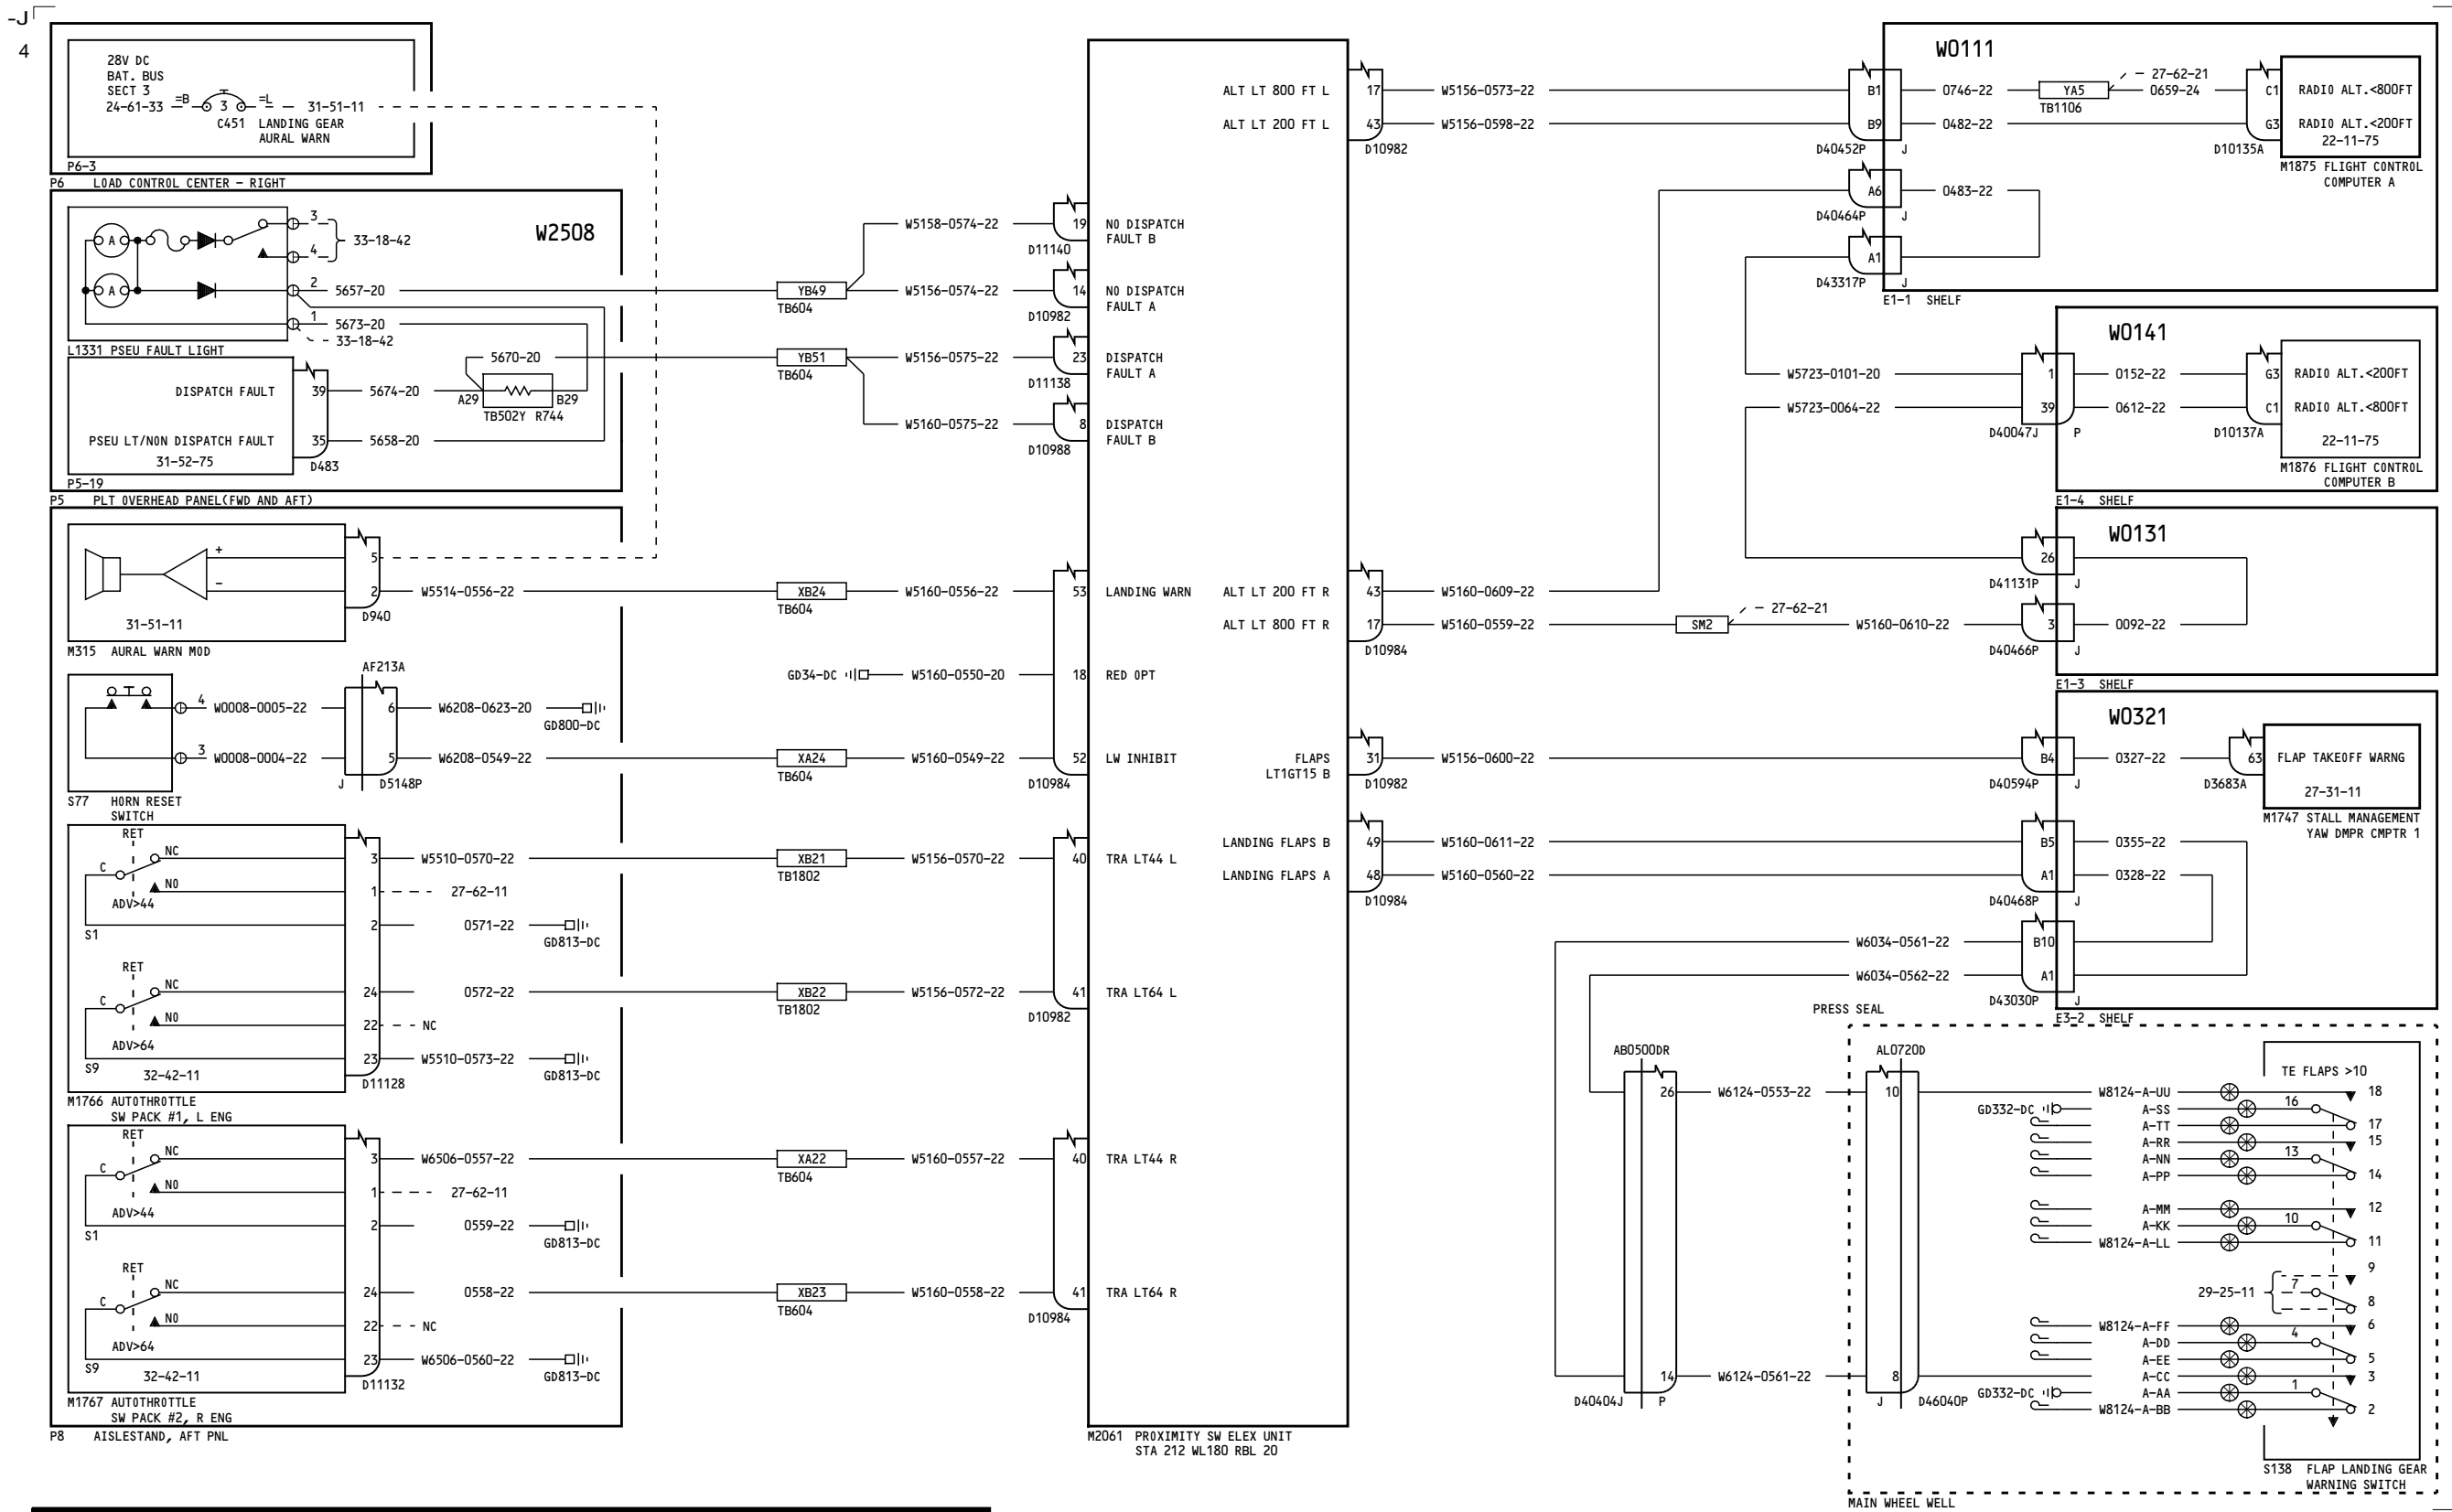 -J
4
28V DC
BAT. BUS
SECT 3
24-61-33
=B
3
=L
31-51-11
C451 LANDING GEAR
AURAL WARN
P6-3
P6 LOAD CONTROL CENTER - RIGHT
W2508
A
A
3
4
33-18-42
2
5657-20
1
5673-20
33-18-42
L1331 PSEU FAULT LIGHT
5670-20
DISPATCH FAULT
39
5674-20
A29
B29
TB502Y R744
PSEU LT/NON DISPATCH FAULT
35
5658-20
31-52-75
D483
P5-19
P5 PLT OVERHEAD PANEL(FWD AND AFT)
+
-
5
2
W5514-0556-22
D940
31-51-11
M315 AURAL WARN MOD
AF213A
4
W0008-0005-22
6
W6208-0623-20
GD800-DC
3
W0008-0004-22
5
W6208-0549-22
J
D5148P
S77 HORN RESET
SWITCH
RET
NC
C
3
W5510-0570-22
NO
1
27-62-11
ADV>44
2
0571-22
GD813-DC
S1
RET
NC
C
24
0572-22
NO
22
NC
ADV>64
23
W5510-0573-22
GD813-DC
S9
32-42-11
D11128
M1766 AUTOTHROTTLE
SW PACK #1, L ENG
RET
NC
C
3
W6506-0557-22
NO
1
27-62-11
ADV>44
2
0559-22
GD813-DC
S1
RET
NC
C
24
0558-22
NO
22
NC
ADV>64
23
W6506-0560-22
GD813-DC
S9
32-42-11
D11132
M1767 AUTOTHROTTLE
SW PACK #2, R ENG
P8 AISLESTAND, AFT PNL
YB49
TB604
W5158-0574-22
19
NO DISPATCH
FAULT B
D11140
W5156-0574-22
14
NO DISPATCH
FAULT A
D10982
YB51
TB604
W5156-0575-22
23
DISPATCH
FAULT A
D11138
W5160-0575-22
8
DISPATCH
FAULT B
D10988
XB24
TB604
W5160-0556-22
53
LANDING WARN
GD34-DC
W5160-0550-20
18
RED OPT
XA24
TB604
W5160-0549-22
52
LW INHIBIT
D10984
XB21
TB1802
W5156-0570-22
40
TRA LT44 L
XB22
TB1802
W5156-0572-22
41
TRA LT64 L
D10982
XA22
TB604
W5160-0557-22
40
TRA LT44 R
XB23
TB604
W5160-0558-22
41
TRA LT64 R
D10984
M2061 PROXIMITY SW ELEX UNIT
STA 212 WL180 RBL 20
ALT LT 800 FT L
17
W5156-0573-22
ALT LT 200 FT L
43
W5156-0598-22
D10982
ALT LT 200 FT R
43
W5160-0609-22
ALT LT 800 FT R
17
W5160-0559-22
D10984
SM2
27-62-21
W5160-0610-22
FLAPS
LT1GT15 B
31
W5156-0600-22
D10982
LANDING FLAPS B
49
W5160-0611-22
LANDING FLAPS A
48
W5160-0560-22
D10984
W0111
B1
0746-22
YA5
TB1106
27-62-21
0659-24
C1
RADIO ALT.<800FT
B9
0482-22
G3
RADIO ALT.<200FT
22-11-75
D40452P
J
D10135A
M1875 FLIGHT CONTROL
COMPUTER A
A6
0483-22
D40464P
J
A1
D43317P
J
E1-1 SHELF
W0141
W5723-0101-20
1
0152-22
G3
RADIO ALT.<200FT
W5723-0064-22
39
0612-22
C1
RADIO ALT.<800FT
D40047J
P
D10137A
22-11-75
M1876 FLIGHT CONTROL
COMPUTER B
E1-4 SHELF
W0131
26
D41131P
J
3
0092-22
D40466P
J
E1-3 SHELF
W0321
B4
0327-22
63
FLAP TAKEOFF WARNG
D40594P
J
D3683A
27-31-11
M1747 STALL MANAGEMENT
YAW DMPR CMPTR 1
B5
0355-22
A1
0328-22
D40468P
J
W6034-0561-22
B10
W6034-0562-22
A1
D43030P
J
E3-2 SHELF
PRESS SEAL
AB0500DR
AL0720D
26
W6124-0553-22
10
14
W6124-0561-22
8
D40404J
P
J
D46040P
TE FLAPS >10
W8124-A-UU
18
GD332-DC
A-SS
16
A-TT
17
A-RR
15
A-NN
13
A-PP
14
A-MM
12
A-KK
10
W8124-A-LL
11
9
29-25-11
7
8
W8124-A-FF
6
A-DD
4
A-EE
5
A-CC
3
GD332-DC
A-AA
1
W8124-A-BB
2
S138 FLAP LANDING GEAR
WARNING SWITCH
MAIN WHEEL WELL